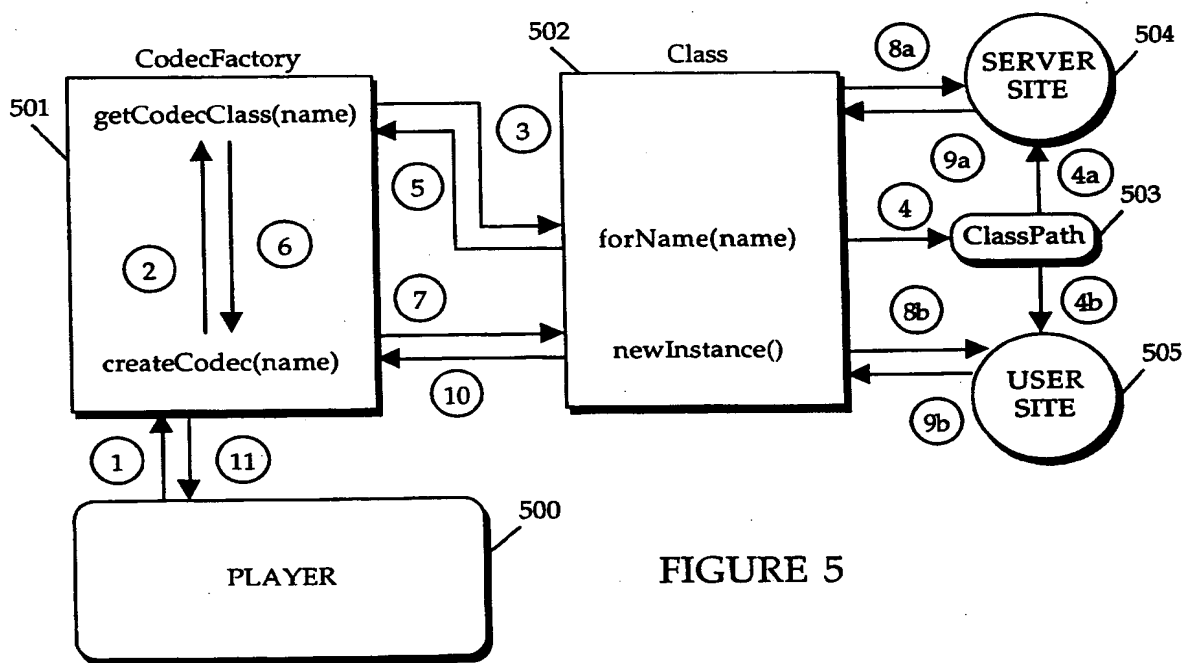 502
8a
504
CodecFactory
Class
SERVER
SITE
501
getCodecClass(name)
3
9a
4a
5
4
503
forName(name)
ClassPath
2
6
7
8b
4b
createCodec(name)
newInstance()
505
10
USER
SITE
9b
1
11
500
PLAYER
FIGURE 5